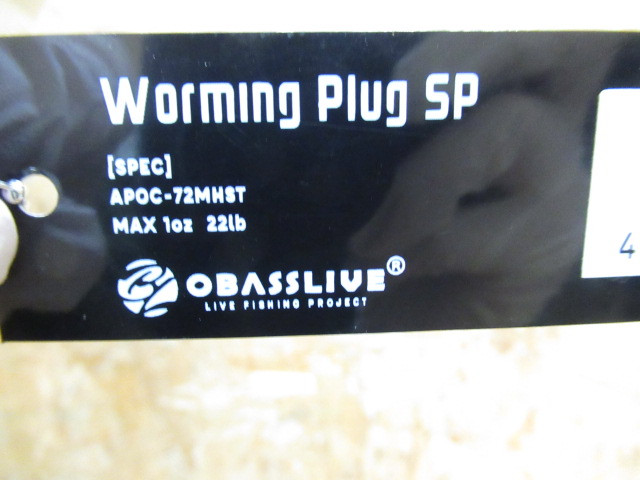 Worming Plug SP
[SPEC]
APOC-72MHST
MAX 1oz 22lb
OBASSLIVE®
LIVE FISHING PROJECT
4